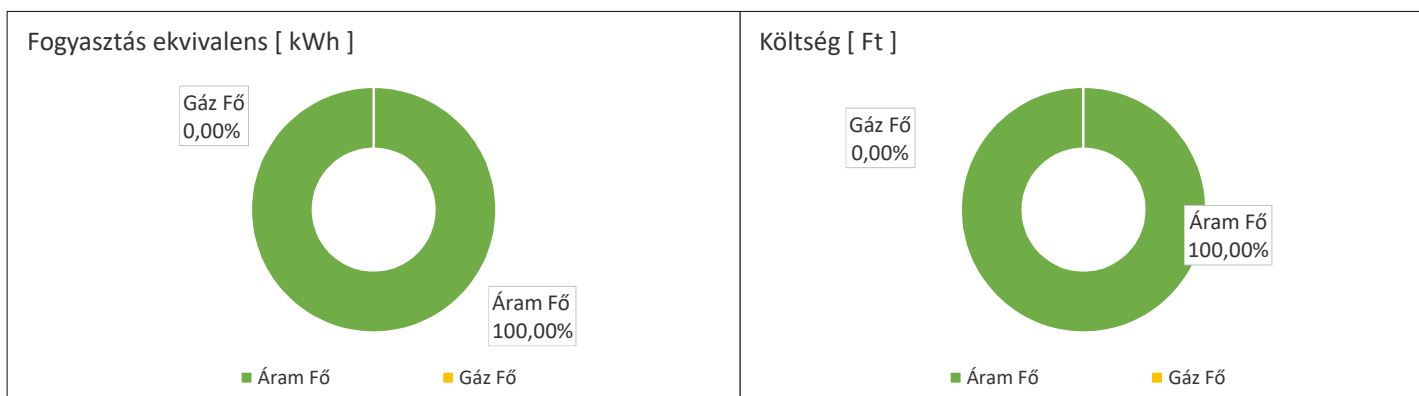 Fogyasztás ekvivalens [ kWh ]
Gáz Fő
0,00%
Áram Fő
100,00%
Áram Fő
Gáz Fő
Költség [ Ft ]
Gáz Fő
0,00%
Áram Fő
100,00%
Áram Fő
Gáz Fő